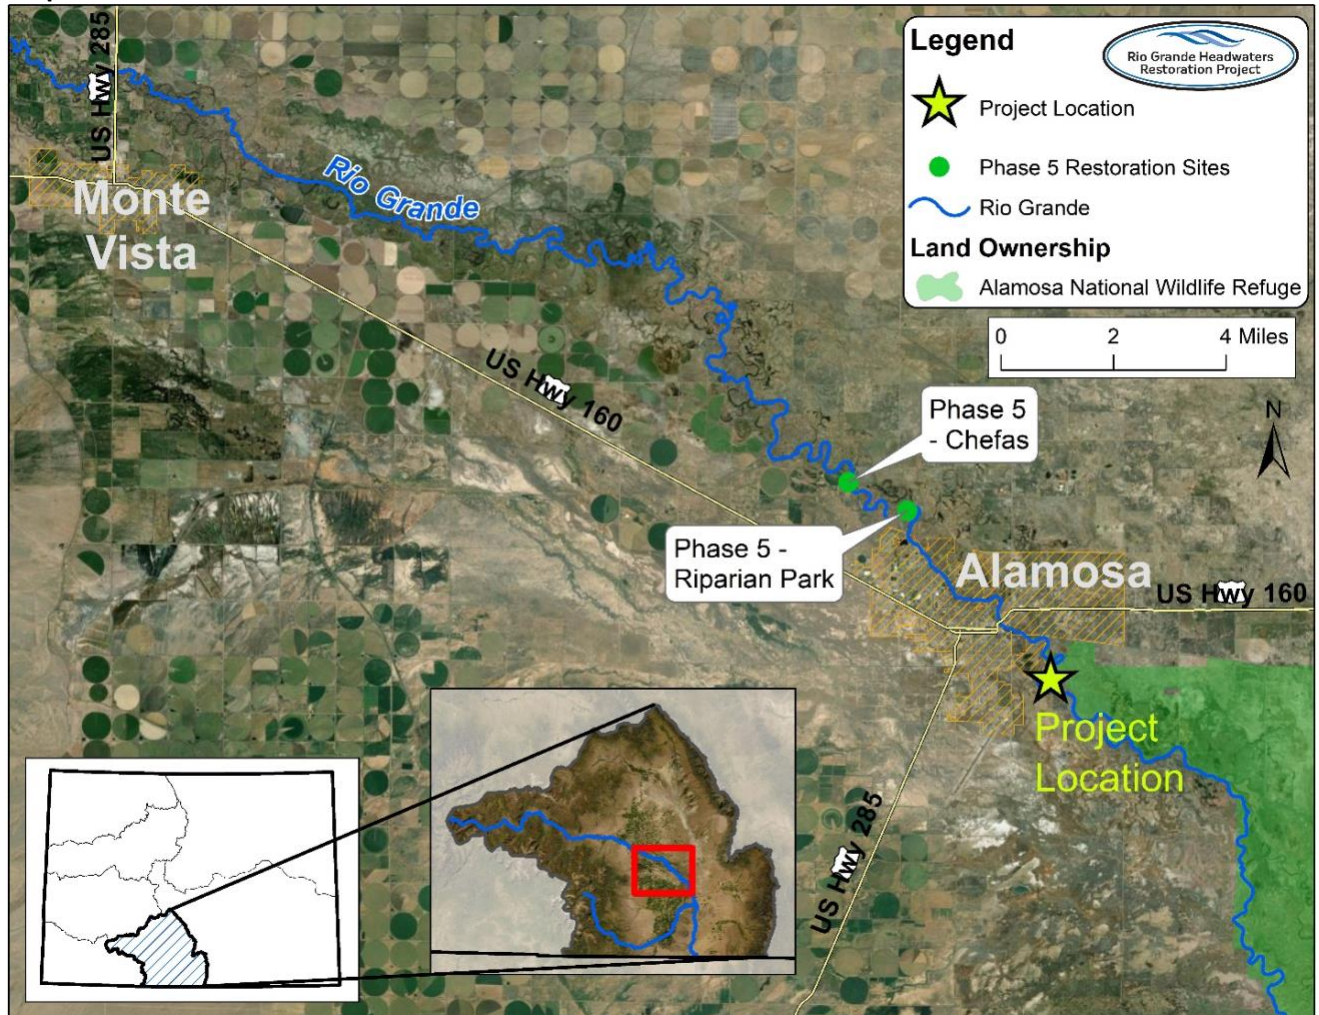 US Hwy 285
Monte
Vista
Rio Grande
US Hwy 160
Legend
Rio Grande Headwaters
Restoration Project
Project Location
Phase 5 Restoration Sites
Rio Grande
Land Ownership
Alamosa National Wildlife Refuge
0 2 4 Miles
N
Phase 5
- Chefas
Phase 5 -
Riparian Park
Alamosa
US Hwy 160
Project
Location
US Hwy 285